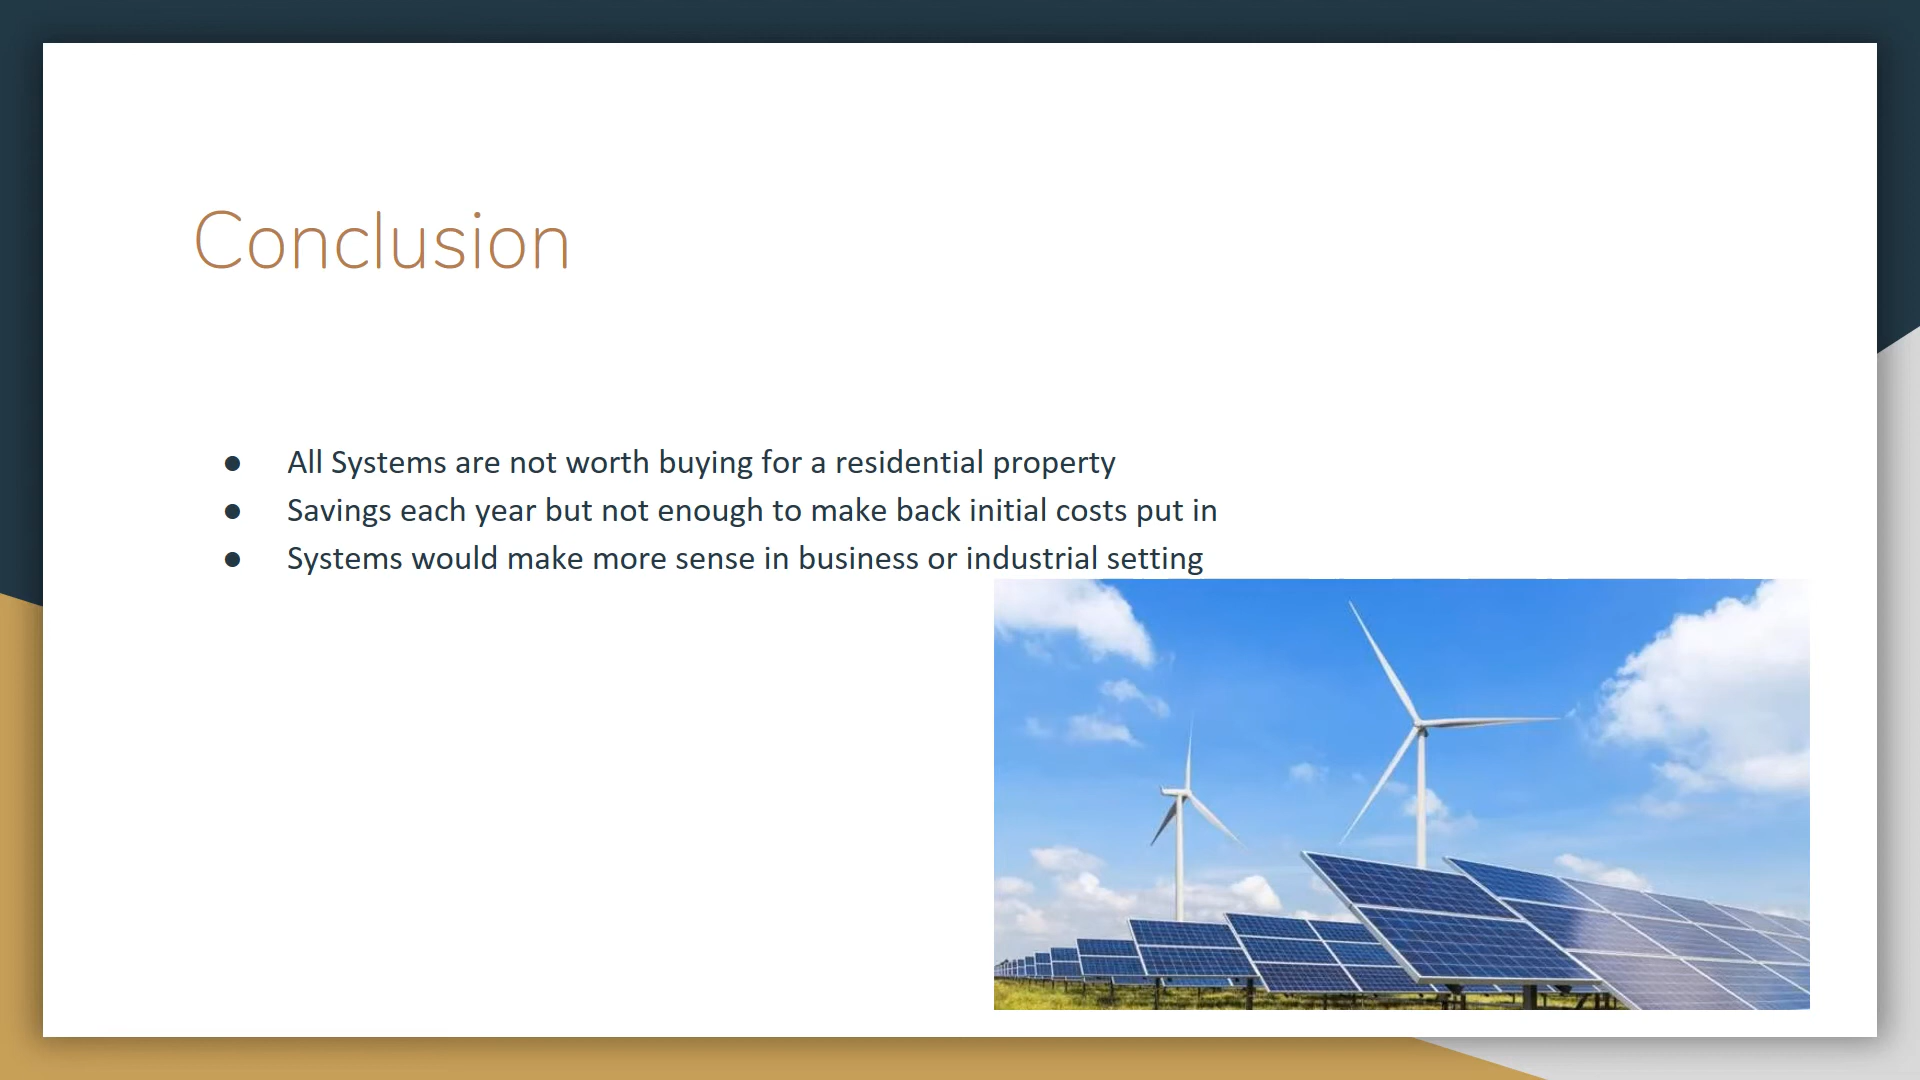 Conclusion
● All Systems are not worth buying for a residential property
● Savings each year but not enough to make back initial costs put in
● Systems would make more sense in business or industrial setting